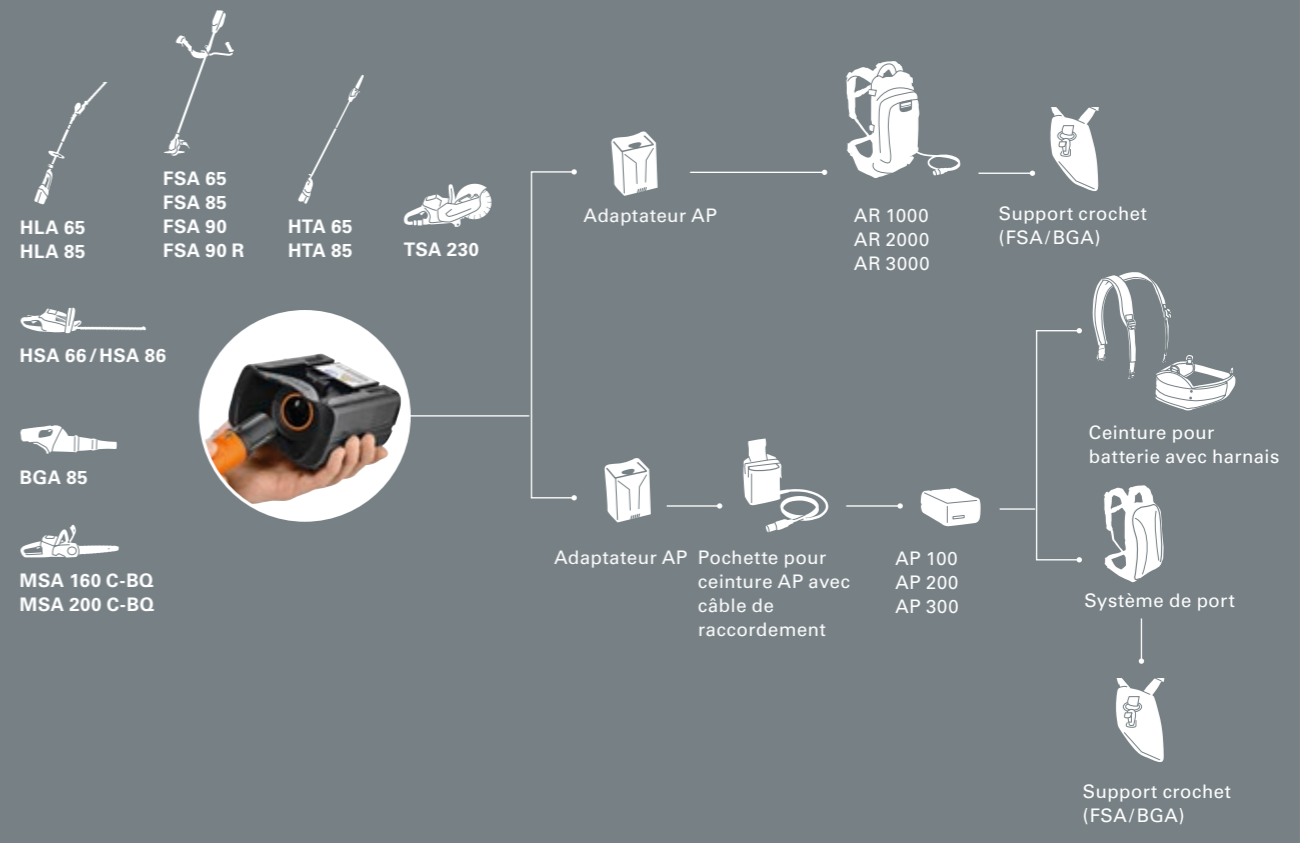 HLA 65
HLA 85
FSA 65
FSA 85
FSA 90
FSA 90 R
HTA 65
HTA 85
TSA 230
HSA 66 / HSA 86
BGA 85
MSA 160 C-BQ
MSA 200 C-BQ
Adaptateur AP
AR 1000
AR 2000
AR 3000
Support crochet
(FSA/BGA)
Adaptateur AP
Pochette pour
ceinture AP avec
câble de
raccordement
AP 100
AP 200
AP 300
Ceinture pour
batterie avec harnais
Système de port
Support crochet
(FSA/BGA)